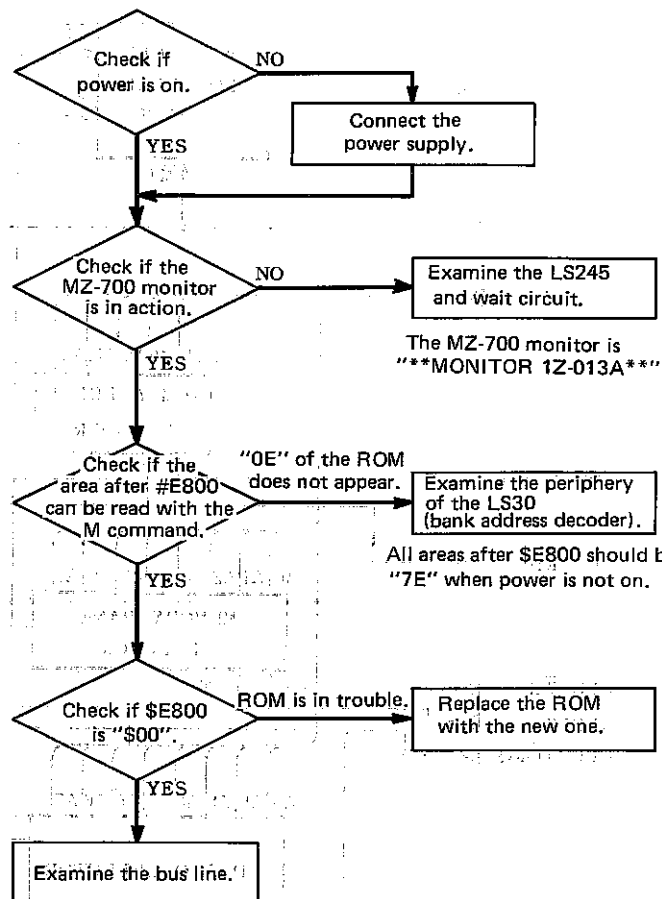 Check if
power is on.
NO
Connect the
power supply.
YES
Check if the
MZ-700 monitor
is in action.
NO
Examine the LS245
and wait circuit.
The MZ-700 monitor is
"**MONITOR 1Z-013A**"
YES
Check if the
area after #E800
can be read with the
M command.
"0E" of the ROM
does not appear.
Examine the periphery
of the LS30
(bank address decoder).
All areas after $E800 should b
"7E" when power is not on.
YES
Check if $E800
is "$00".
ROM is in trouble.
Replace the ROM
with the new one.
YES
Examine the bus line.